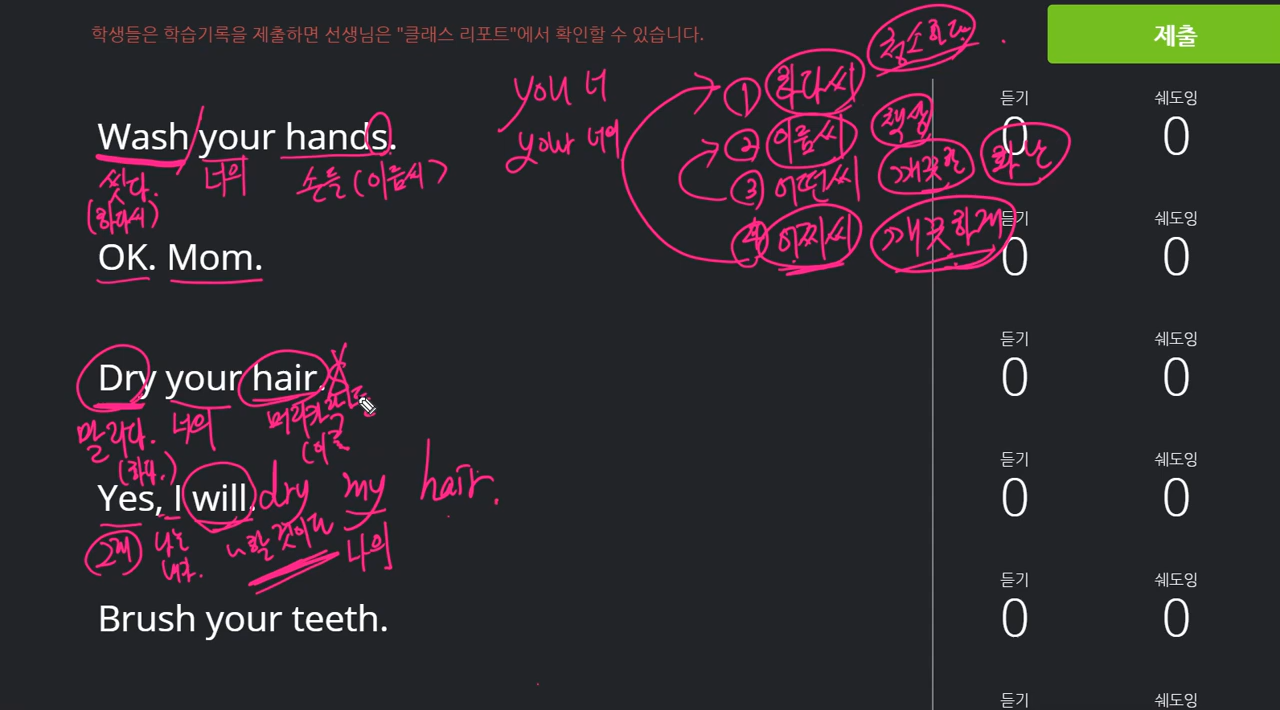 학생들은 학습기록을 제출하면 선생님은 "클래스 리포트"에서 확인할 수 있습니다.
제출
청소하다.
you 너
① 하다씨
your 너의
② 이름씨 책상
③ 어떤씨 깨끗한 화난
④ 어찌씨 깨끗하게
듣기 쉐도잉
Wash your hands. 0 0
씻다. 너의 손들 (이름씨)
(하다씨)
듣기 쉐도잉
OK. Mom. 0 0
듣기 쉐도잉
Dry your hair. 0 0
말리다. 너의 머리카락
(하다.)
듣기 쉐도잉
Yes, I will. dry my hair. 0 0
나는 ~할 것이다 나의
내가.
듣기 쉐도잉
Brush your teeth. 0 0
듣기 쉐도잉